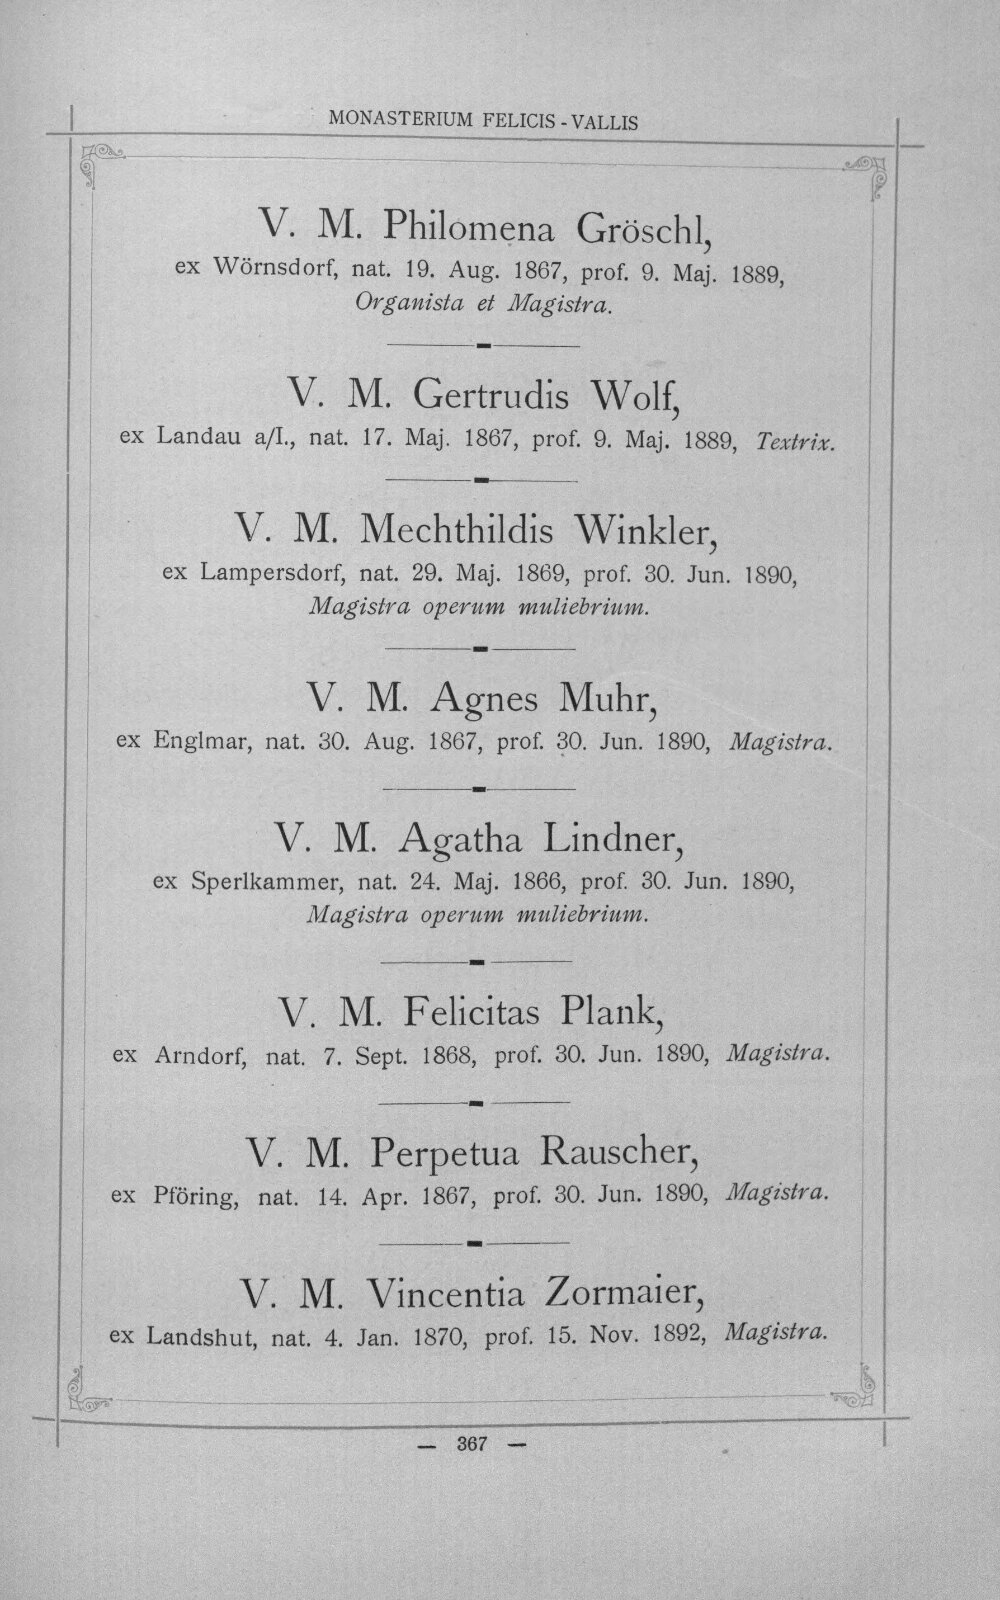 MONASTERIUM FELICIS-VALLIS
V. M. Philomena Gröschl,
ex Wörnsdorf, nat. 19. Aug. 1867, prof. 9. Maj. 1889,
Organista et Magistra.
V. M. Gertrudis Wolf,
ex Landau a/I., nat. 17. Maj. 1867, prof. 9. Maj. 1889, Textrix.
V. M. Mechthildis Winkler,
ex Lampersdorf, nat. 29. Maj. 1869, prof. 30. Jun. 1890,
Magistra operum muliebrium.
V. M. Agnes Muhr,
ex Englmar, nat. 30. Aug. 1867, prof. 30. Jun. 1890, Magistra.
V. M. Agatha Lindner,
ex Sperlkammer, nat. 24. Maj. 1866, prof. 30. Jun. 1890,
Magistra operum muliebrium.
V. M. Felicitas Plank,
ex Arndorf, nat. 7. Sept. 1868, prof. 30. Jun. 1890, Magistra.
V. M. Perpetua Rauscher,
ex Pföring, nat. 14. Apr. 1867, prof. 30. Jun. 1890, Magistra.
V. M. Vincentia Zormaier,
ex Landshut, nat. 4. Jan. 1870, prof. 15. Nov. 1892, Magistra.
— 367 —